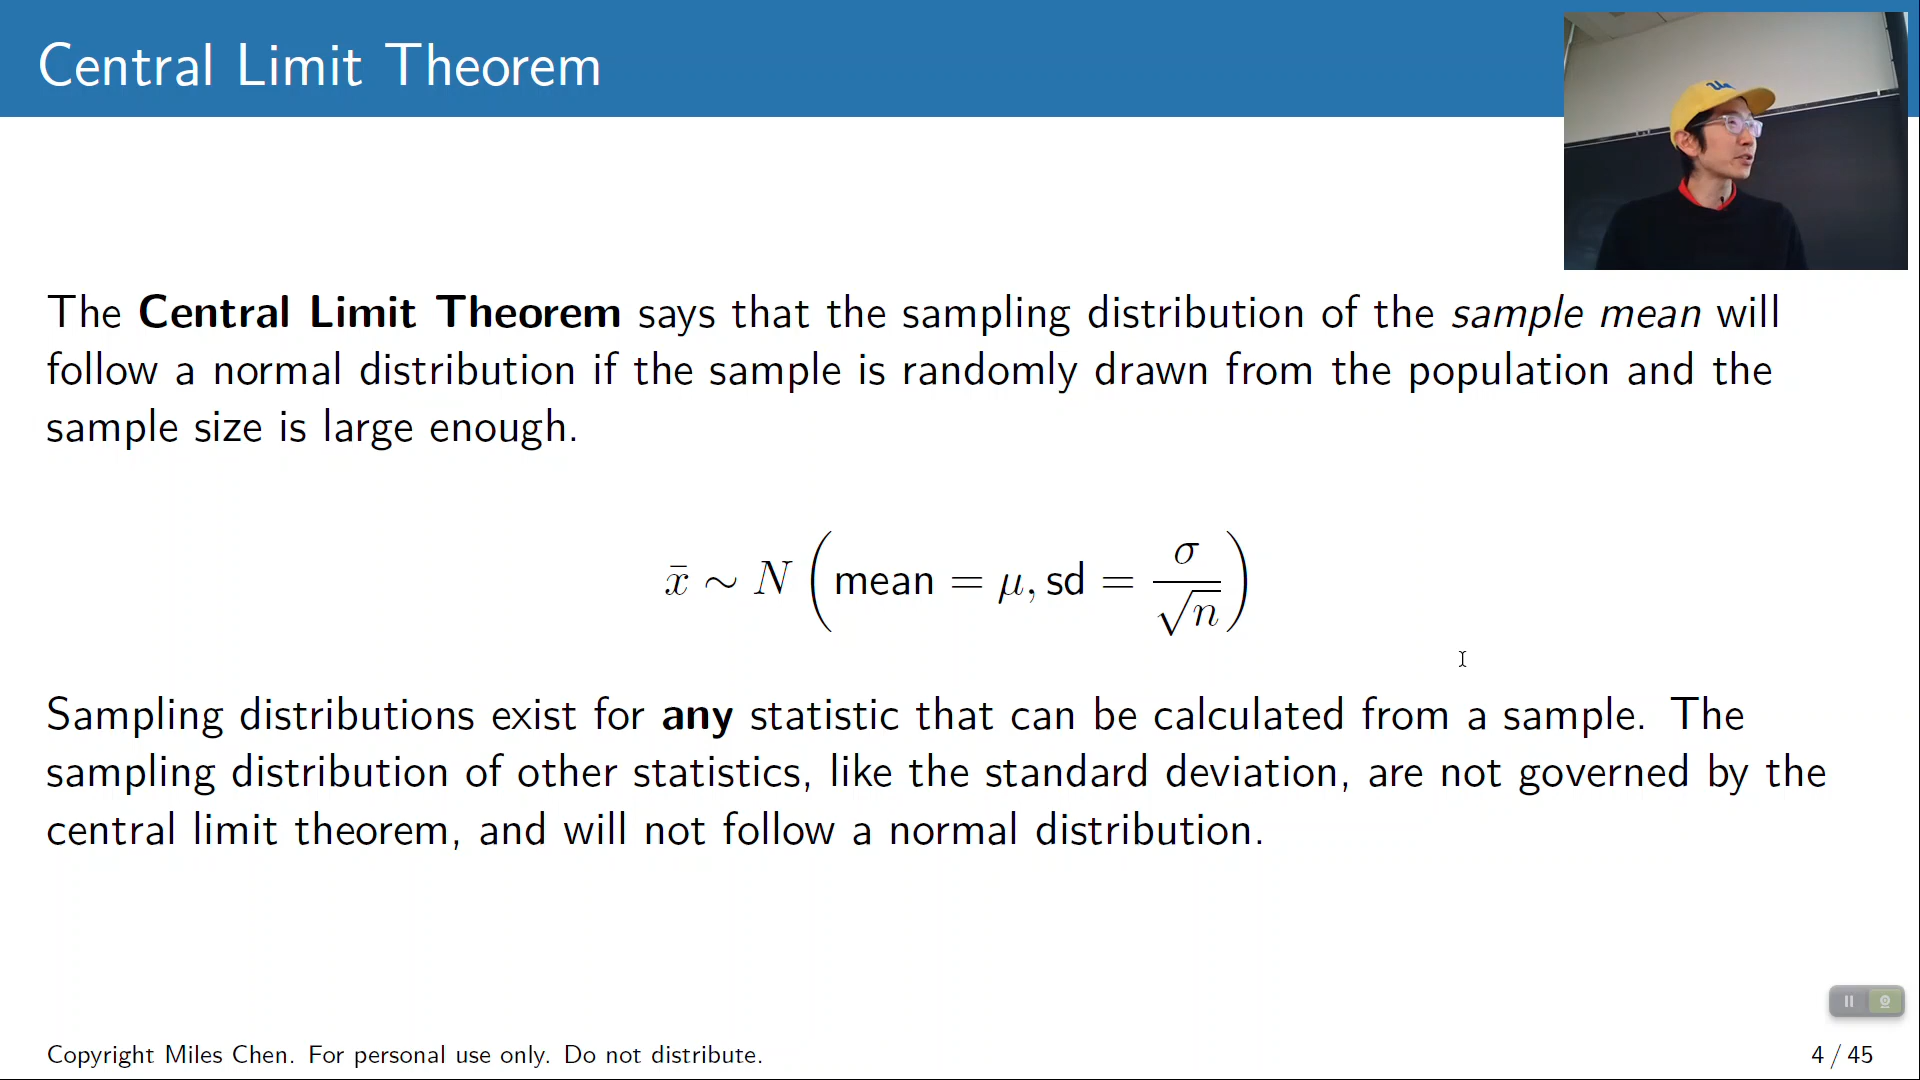 Central Limit Theorem
The Central Limit Theorem says that the sampling distribution of the sample mean will
follow a normal distribution if the sample is randomly drawn from the population and the
sample size is large enough.
x̄ ∼ N (mean = μ, sd = σ/√n)
Sampling distributions exist for any statistic that can be calculated from a sample. The
sampling distribution of other statistics, like the standard deviation, are not governed by the
central limit theorem, and will not follow a normal distribution.
Copyright Miles Chen. For personal use only. Do not distribute.
4 / 45